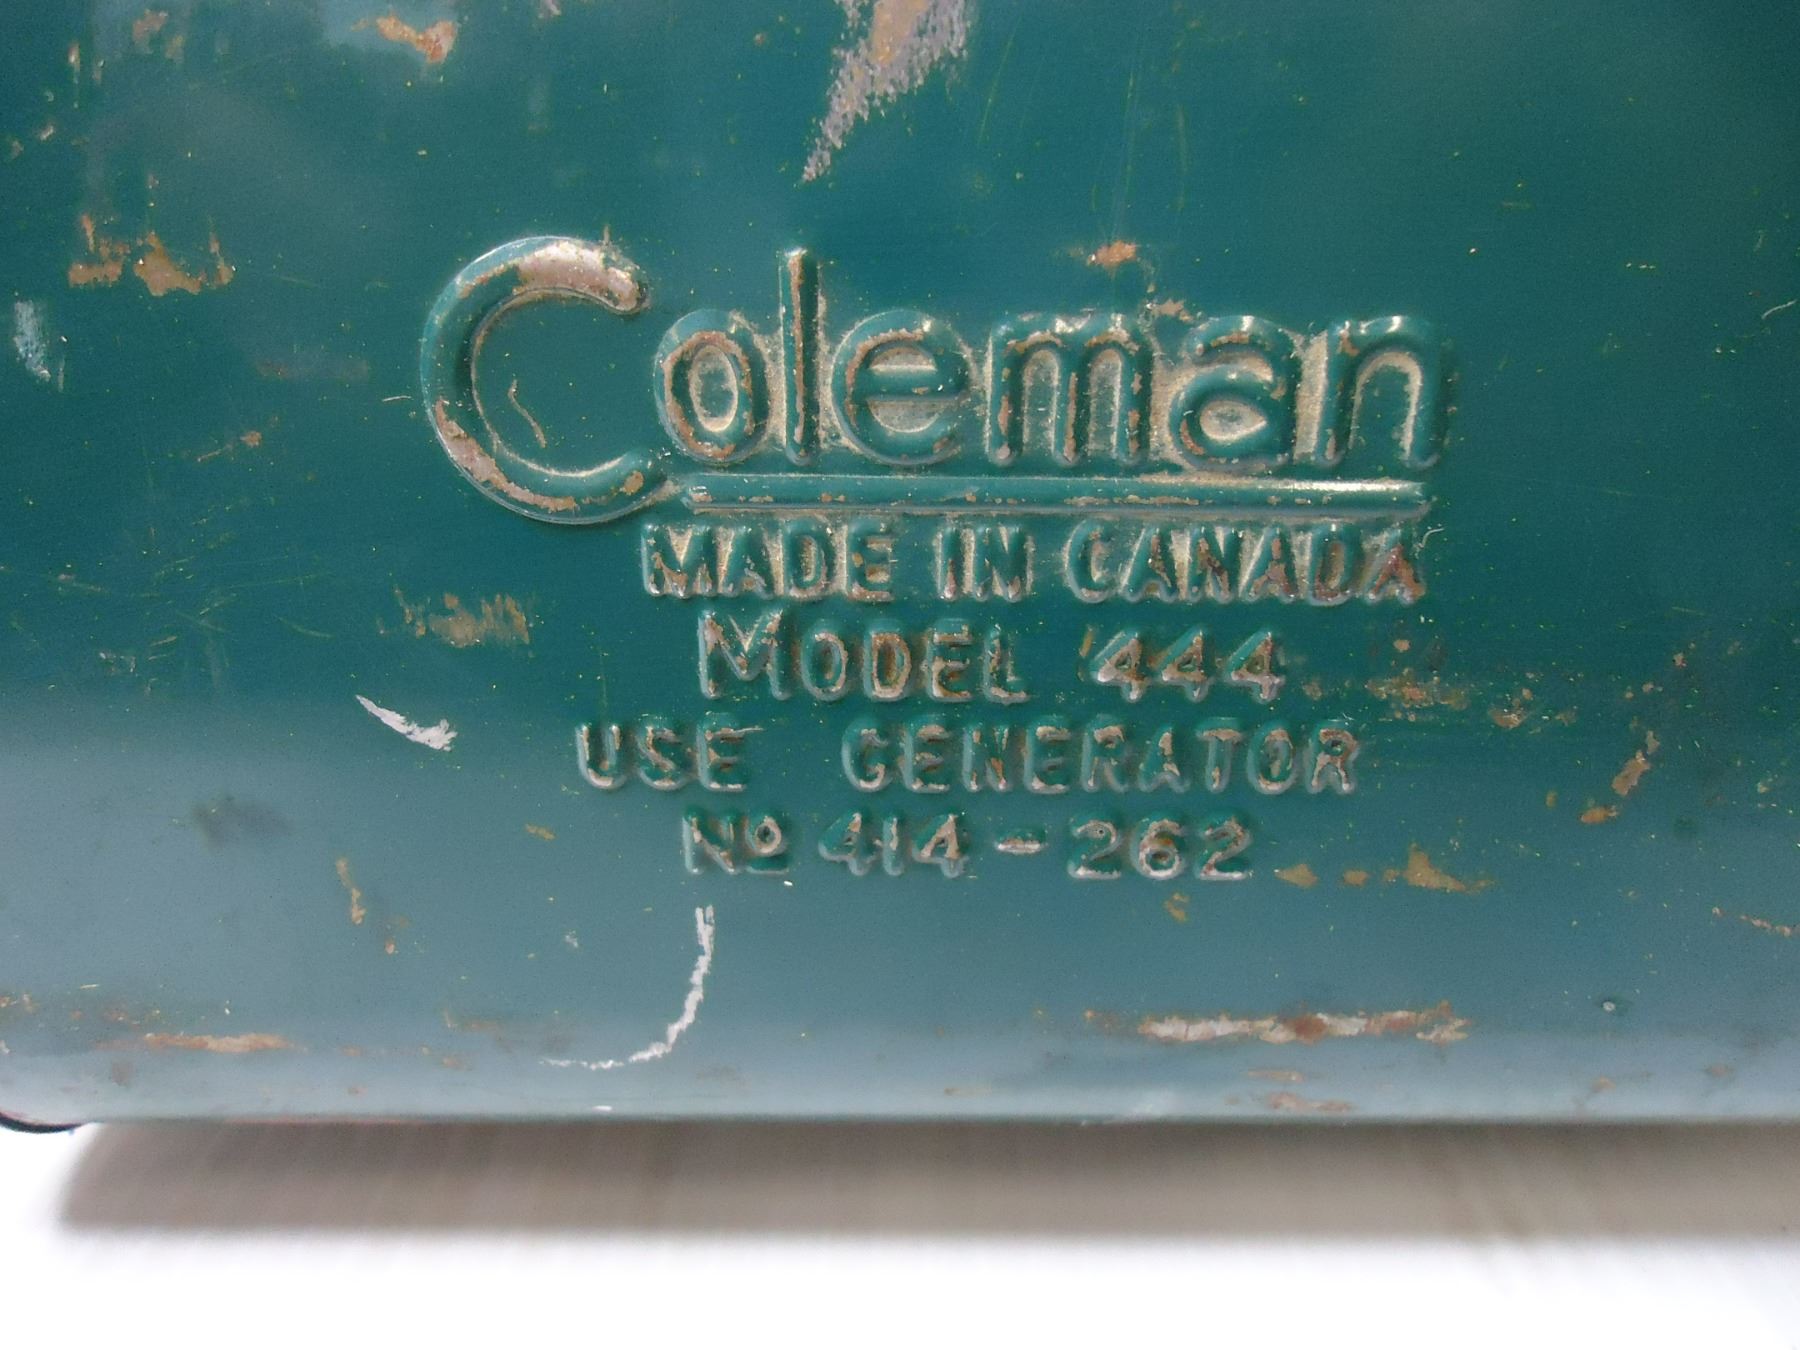 Coleman
MADE IN CANADA
MODEL 444
USE GENERATOR
Nº 414-262